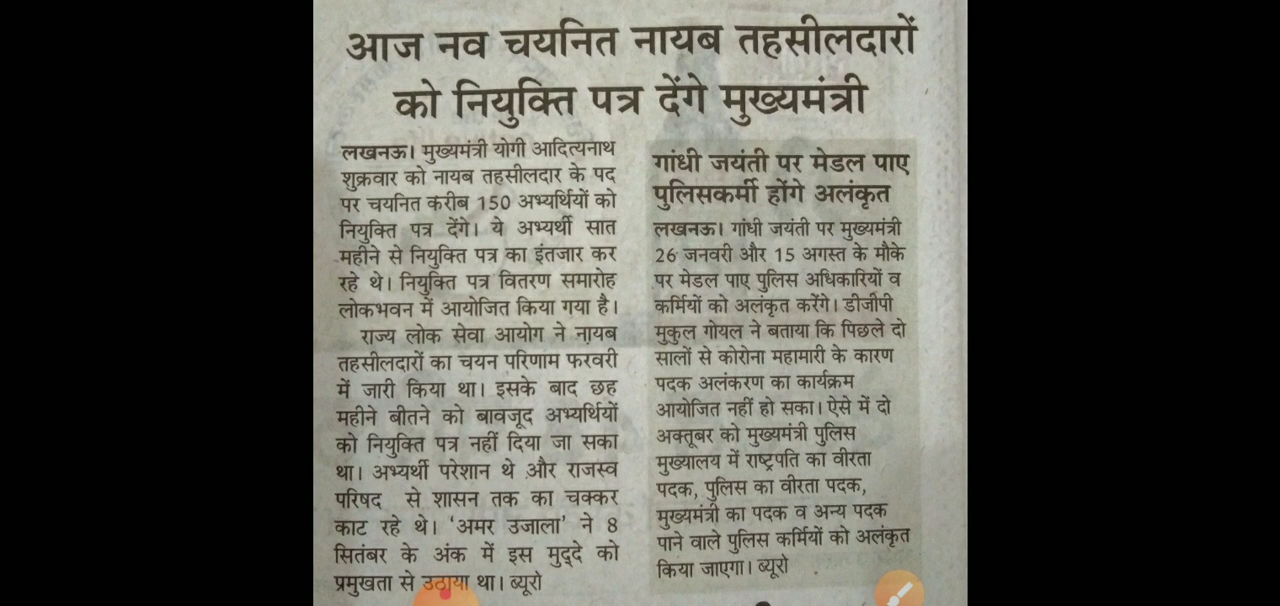 आज नव चयनित नायब तहसीलदारों
को नियुक्ति पत्र देंगे मुख्यमंत्री
लखनऊ। मुख्यमंत्री योगी आदित्यनाथ
शुक्रवार को नायब तहसीलदार के पद
पर चयनित करीब 150 अभ्यर्थियों को
नियुक्ति पत्र देंगे। ये अभ्यर्थी सात
महीने से नियुक्ति पत्र का इंतजार कर
रहे थे। नियुक्ति पत्र वितरण समारोह
लोकभवन में आयोजित किया गया है।
राज्य लोक सेवा आयोग ने नायब
तहसीलदारों का चयन परिणाम फरवरी
में जारी किया था। इसके बाद छह
महीने बीतने को बावजूद अभ्यर्थियों
को नियुक्ति पत्र नहीं दिया जा सका
था। अभ्यर्थी परेशान थे और राजस्व
परिषद से शासन तक का चक्कर
काट रहे थे। ‘अमर उजाला’ ने 8
सितंबर के अंक में इस मुद्दे को
प्रमुखता से उठाया था। ब्यूरो
गांधी जयंती पर मेडल पाए
पुलिसकर्मी होंगे अलंकृत
लखनऊ। गांधी जयंती पर मुख्यमंत्री
26 जनवरी और 15 अगस्त के मौके
पर मेडल पाए पुलिस अधिकारियों व
कर्मियों को अलंकृत करेंगे। डीजीपी
मुकुल गोयल ने बताया कि पिछले दो
सालों से कोरोना महामारी के कारण
पदक अलंकरण का कार्यक्रम
आयोजित नहीं हो सका। ऐसे में दो
अक्तूबर को मुख्यमंत्री पुलिस
मुख्यालय में राष्ट्रपति का वीरता
पदक, पुलिस का वीरता पदक,
मुख्यमंत्री का पदक व अन्य पदक
पाने वाले पुलिस कर्मियों को अलंकृत
किया जाएगा। ब्यूरो